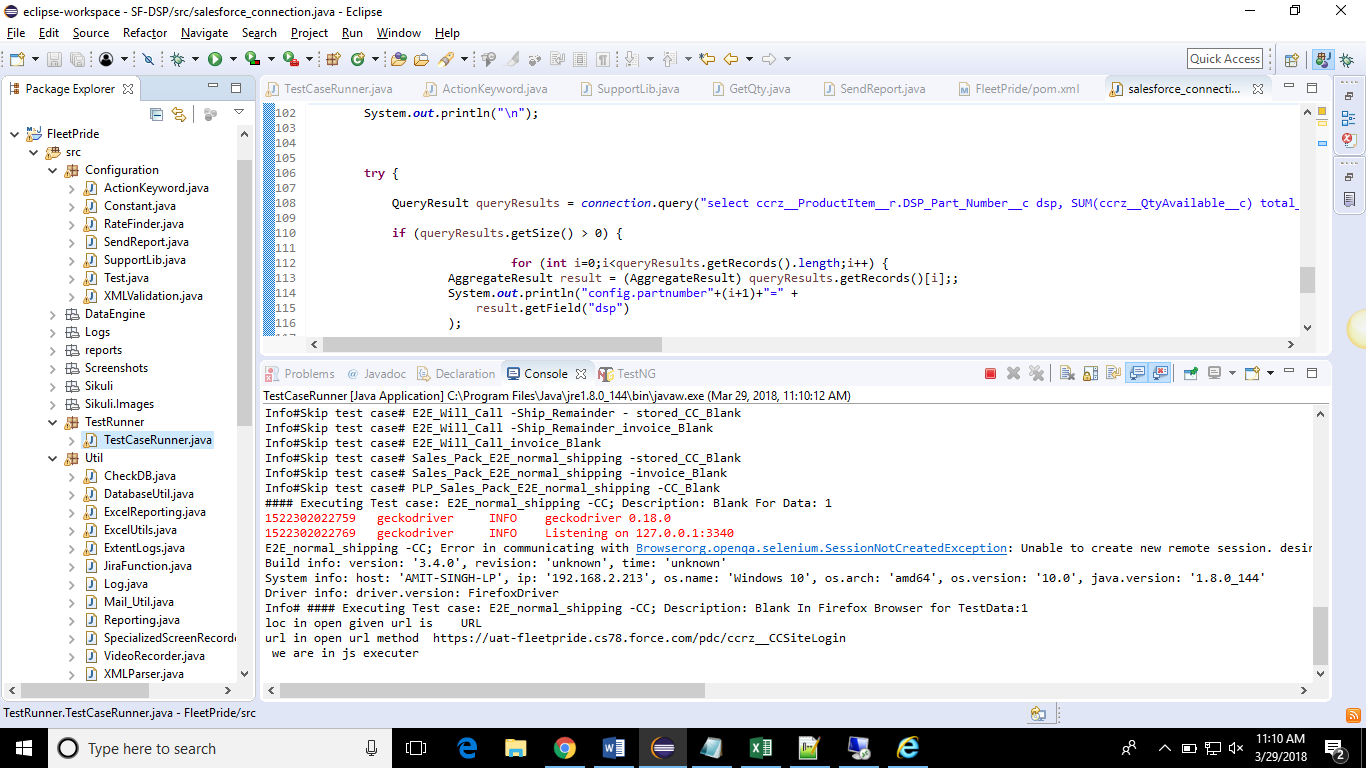 eclipse-workspace - SF-DSP/src/salesforce_connection.java - Eclipse
File Edit Source Refactor Navigate Search Project Run Window Help
Quick Access
Package Explorer
TestCaseRunner.java ActionKeyword.java SupportLib.java GetQty.java SendReport.java FleetPride/pom.xml salesforce_connecti...
FleetPride
src
Configuration
ActionKeyword.java
Constant.java
RateFinder.java
SendReport.java
SupportLib.java
Test.java
XMLValidation.java
DataEngine
Logs
reports
Screenshots
Sikuli
Sikuli.Images
TestRunner
TestCaseRunner.java
Util
CheckDB.java
DatabaseUtil.java
ExcelReporting.java
ExcelUtils.java
ExtentLogs.java
JiraFunction.java
Log.java
Mail_Util.java
Reporting.java
SpecializedScreenRecorde
VideoRecorder.java
XMLParser.java
102 System.out.println("\n");
103
104
105
106 try {
107
108 QueryResult queryResults = connection.query("select ccrz__ProductItem__r.DSP_Part_Number__c dsp, SUM(ccrz__QtyAvailable__c) total_
109
110 if (queryResults.getSize() > 0) {
111
112 for (int i=0;i<queryResults.getRecords().length;i++) {
113 AggregateResult result = (AggregateResult) queryResults.getRecords()[i];;
114 System.out.println("config.partnumber"+(i+1)+"=" +
115 result.getField("dsp")
116 );
Problems @ Javadoc Declaration Console TestNG
TestCaseRunner [Java Application] C:\Program Files\Java\jre1.8.0_144\bin\javaw.exe (Mar 29, 2018, 11:10:12 AM)
Info#Skip test case# E2E_Will_Call -Ship_Remainder - stored_CC_Blank
Info#Skip test case# E2E_Will_Call -Ship_Remainder_invoice_Blank
Info#Skip test case# E2E_Will_Call_invoice_Blank
Info#Skip test case# Sales_Pack_E2E_normal_shipping -stored_CC_Blank
Info#Skip test case# Sales_Pack_E2E_normal_shipping -invoice_Blank
Info#Skip test case# PLP_Sales_Pack_E2E_normal_shipping -CC_Blank
#### Executing Test case: E2E_normal_shipping -CC; Description: Blank For Data: 1
1522302022759 geckodriver INFO geckodriver 0.18.0
1522302022769 geckodriver INFO Listening on 127.0.0.1:3340
E2E_normal_shipping -CC; Error in communicating with Browserorg.openqa.selenium.SessionNotCreatedException: Unable to create new remote session. desir
Build info: version: '3.4.0', revision: 'unknown', time: 'unknown'
System info: host: 'AMIT-SINGH-LP', ip: '192.168.2.213', os.name: 'Windows 10', os.arch: 'amd64', os.version: '10.0', java.version: '1.8.0_144'
Driver info: driver.version: FirefoxDriver
Info# #### Executing Test case: E2E_normal_shipping -CC; Description: Blank In Firefox Browser for TestData:1
loc in open given url is URL
url in open url method https://uat-fleetpride.cs78.force.com/pdc/ccrz__CCSiteLogin
we are in js executer
TestRunner.TestCaseRunner.java - FleetPride/src
Type here to search
11:10 AM
3/29/2018
2